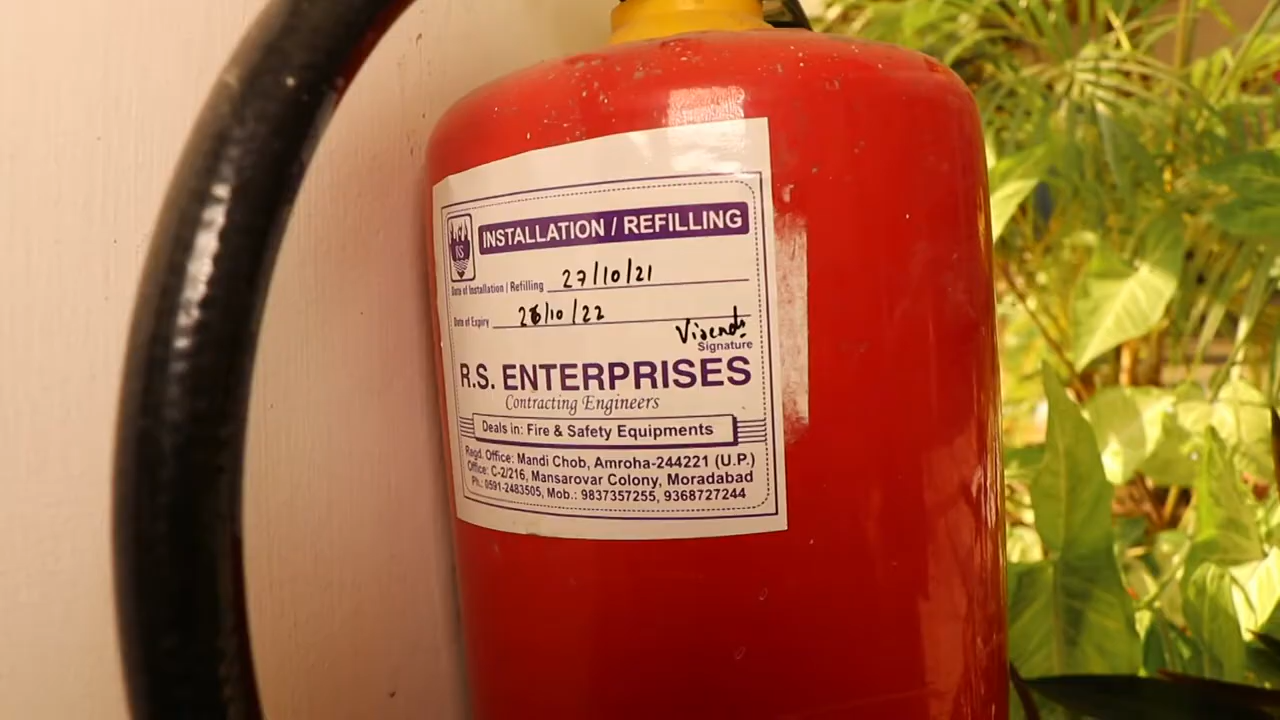 RS
INSTALLATION / REFILLING
Date of Installation / Refilling 27/10/21
Date of Expiry 26/10/22
Signature
R.S. ENTERPRISES
Contracting Engineers
Deals in: Fire & Safety Equipments
Regd. Office: Mandi Chob, Amroha-244221 (U.P.)
Office: C-2/216, Mansarovar Colony, Moradabad
Ph.: 0591-2483505, Mob.: 9837357255, 9368727244